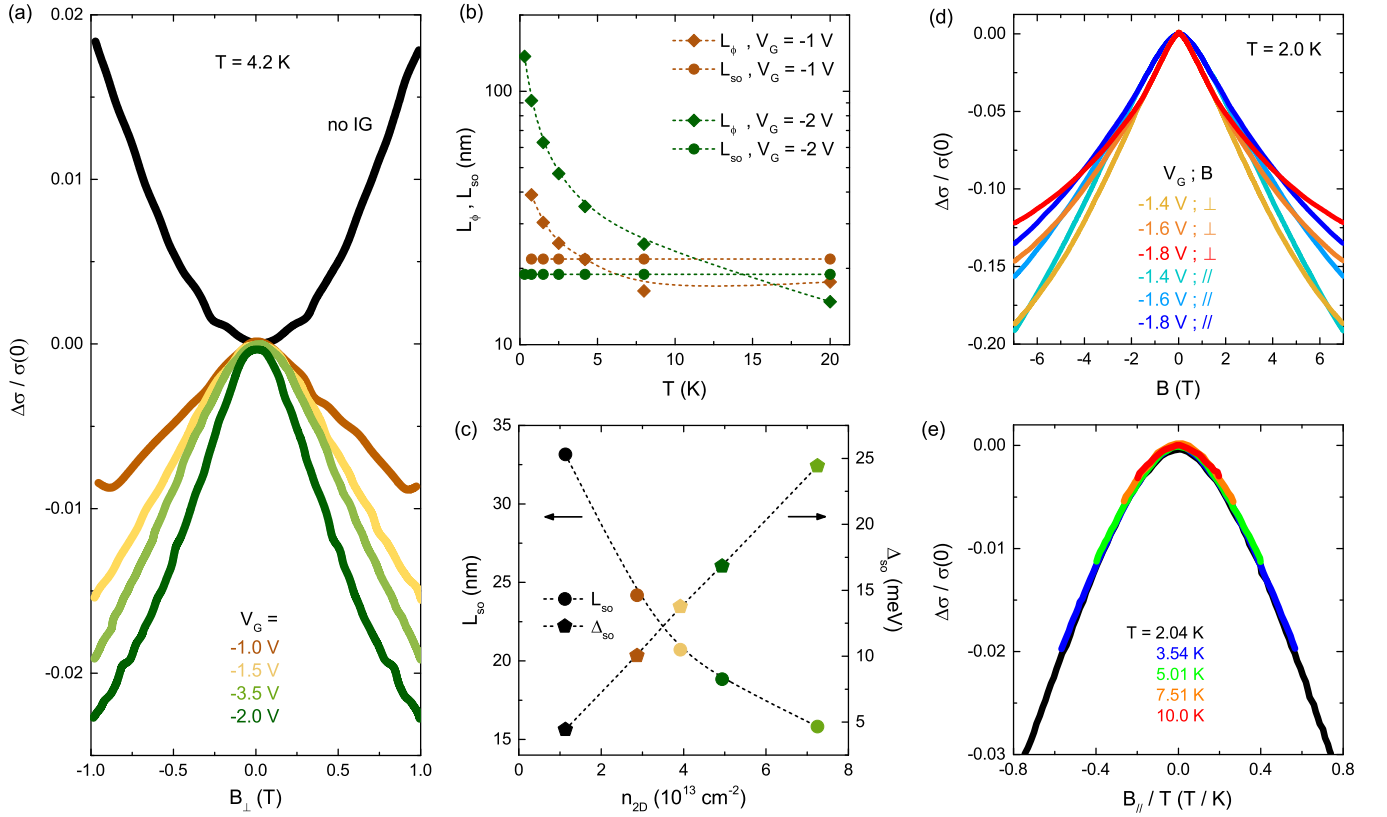 (a)
T = 4.2 K
no IG
V_G =
-1.0 V
-1.5 V
-3.5 V
-2.0 V
0.02
0.01
0.00
-0.01
-0.02
Δσ / σ(0)
-1.0 -0.5 0.0 0.5 1.0
B_⊥ (T)
(b)
L_ϕ , V_G = -1 V
L_so , V_G = -1 V
L_ϕ , V_G = -2 V
L_so , V_G = -2 V
100
10
L_ϕ , L_so (nm)
0 5 10 15 20
T (K)
(c)
35
30
25
20
15
L_so (nm)
L_so
Δ_so
25
20
15
10
5
Δ_so (meV)
0 2 4 6 8
n_2D (10^13 cm^-2)
(d)
T = 2.0 K
V_G ; B
-1.4 V ; ⊥
-1.6 V ; ⊥
-1.8 V ; ⊥
-1.4 V ; //
-1.6 V ; //
-1.8 V ; //
0.00
-0.05
-0.10
-0.15
-0.20
Δσ / σ(0)
-6 -4 -2 0 2 4 6
B (T)
(e)
T = 2.04 K
3.54 K
5.01 K
7.51 K
10.0 K
0.00
-0.01
-0.02
-0.03
Δσ / σ(0)
-0.8 -0.4 0.0 0.4 0.8
B_// / T (T / K)